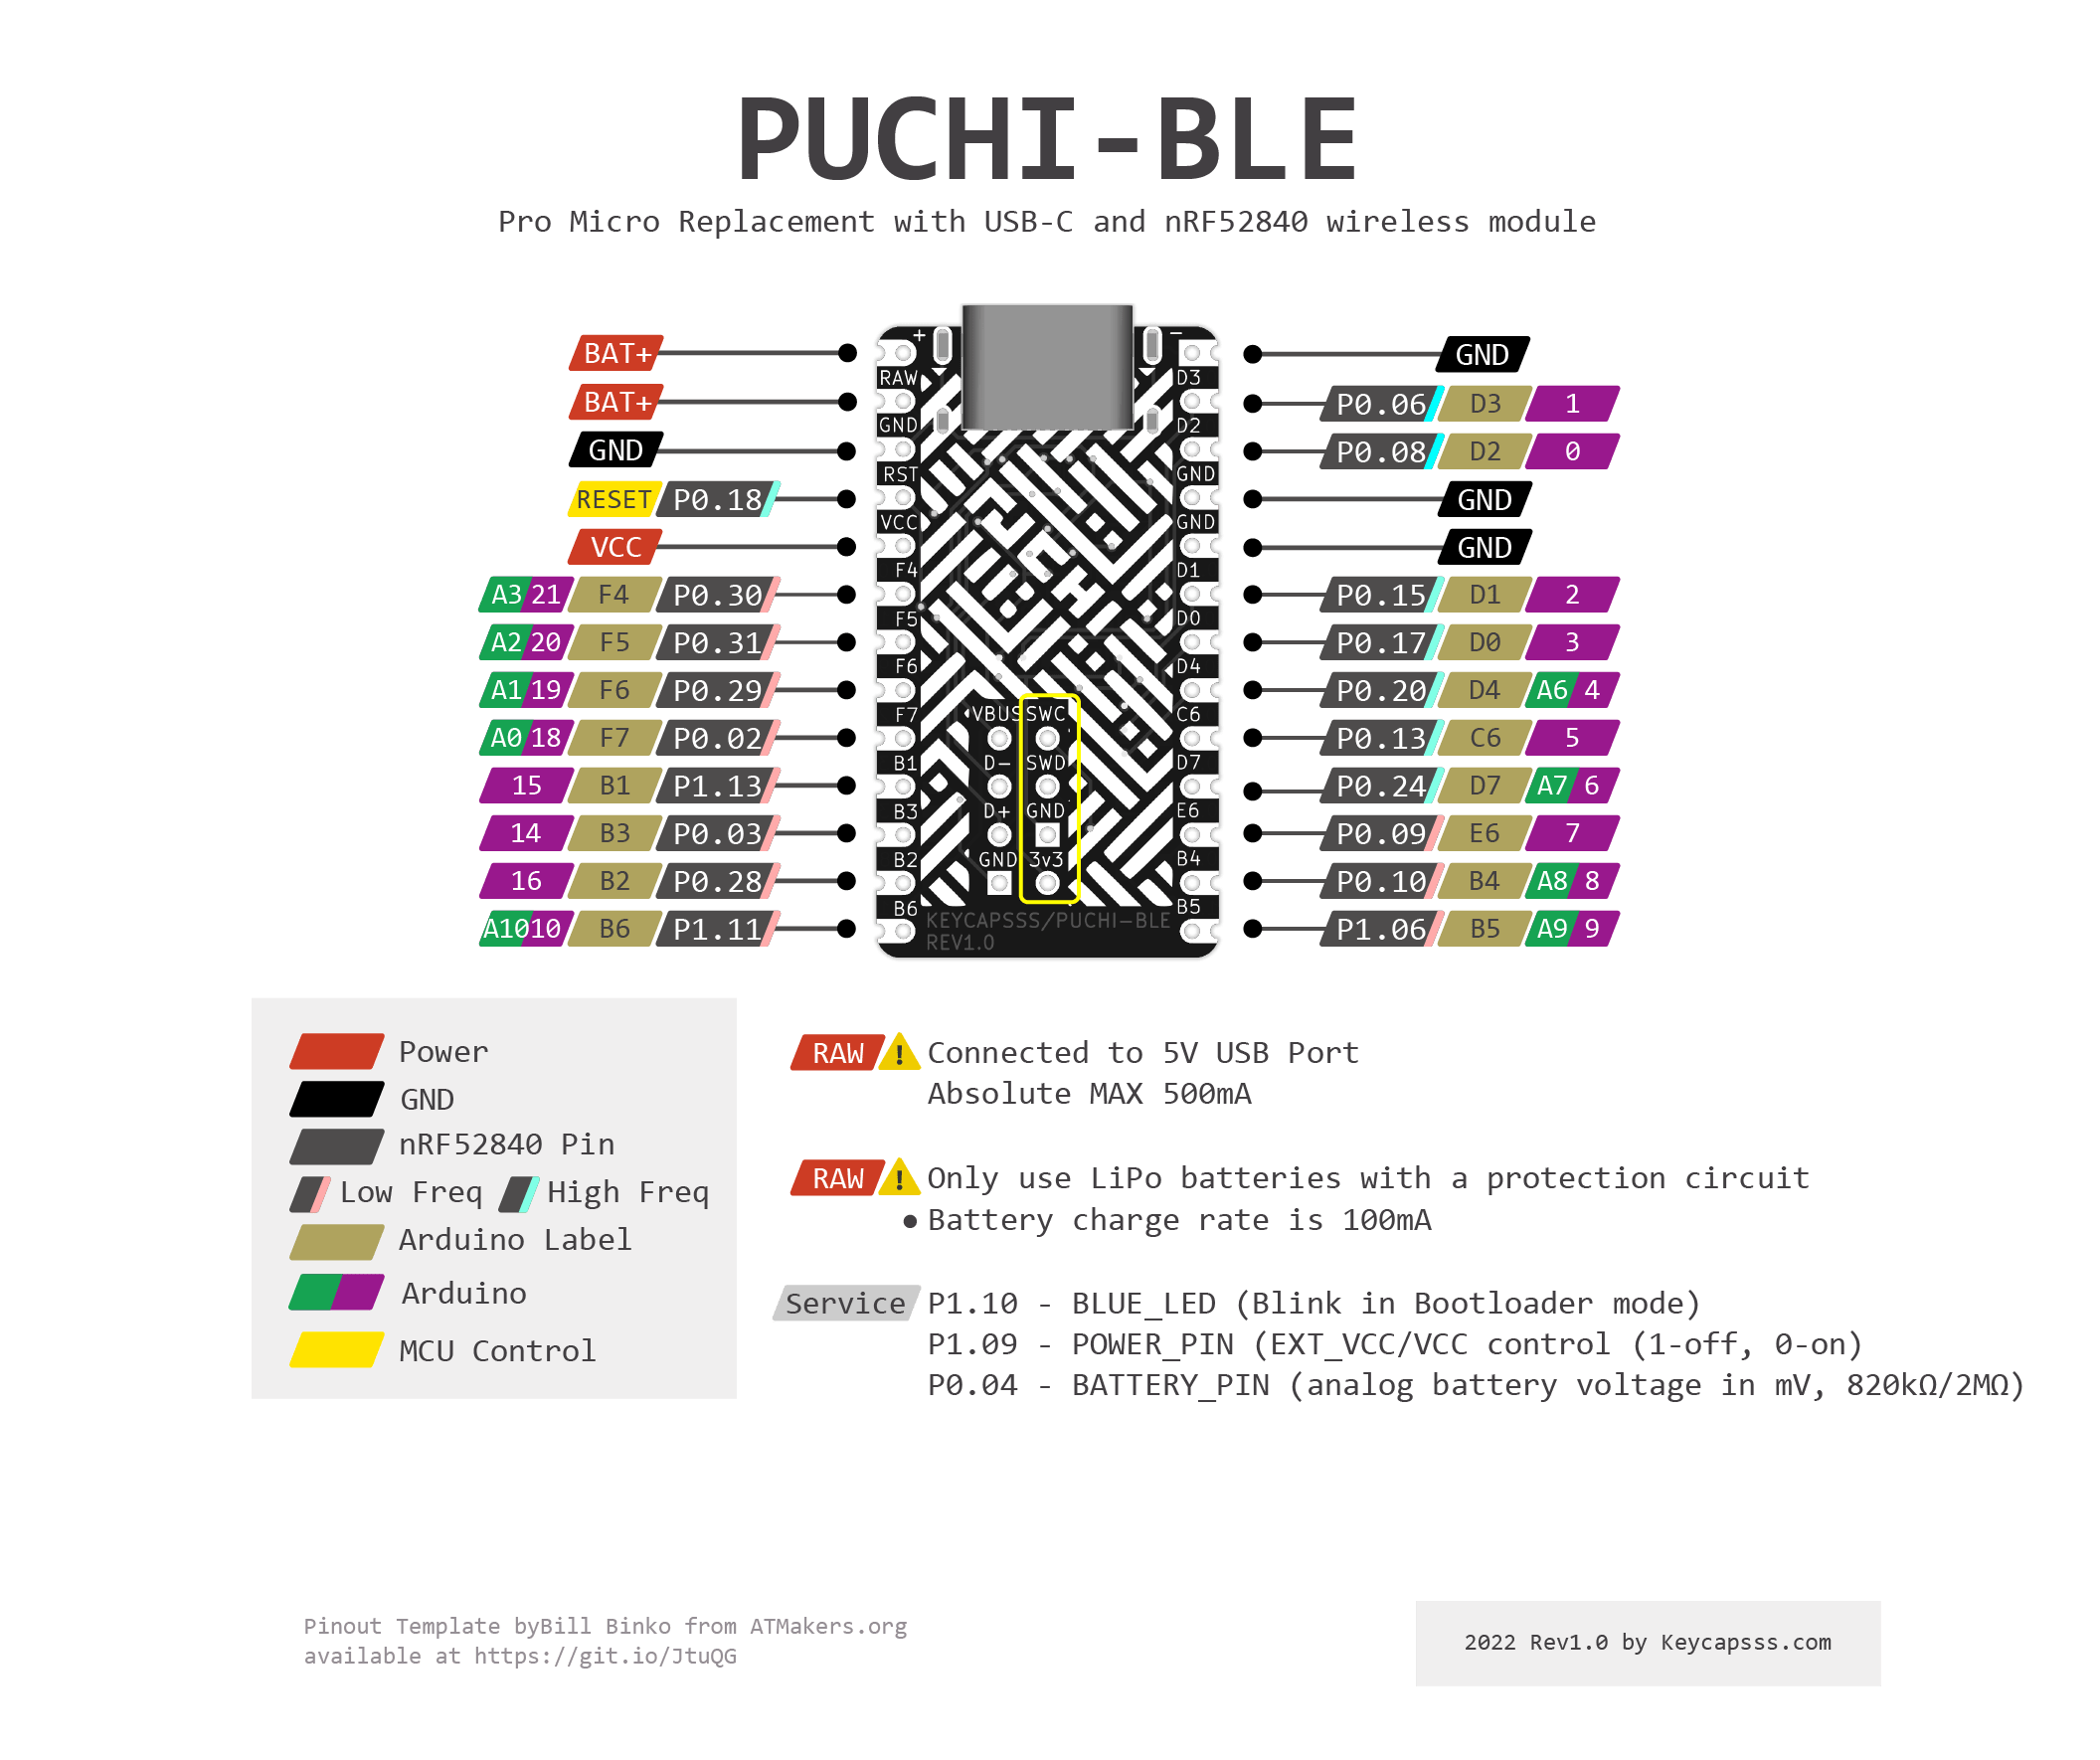 PUCHI-BLE
Pro Micro Replacement with USB-C and nRF52840 wireless module
+ −
BAT+ GND
RAW D3
BAT+ P0.06 D3 1
GND D2
GND P0.08 D2 0
RST GND
RESET P0.18 GND
VCC GND
VCC GND
F4 D1
A3 21 F4 P0.30 P0.15 D1 2
F5 D0
A2 20 F5 P0.31 P0.17 D0 3
F6 D4
A1 19 F6 P0.29 P0.20 D4 A6 4
F7 VBUS SWC C6
A0 18 F7 P0.02 P0.13 C6 5
B1 D− SWD D7
15 B1 P1.13 P0.24 D7 A7 6
B3 D+ GND E6
14 B3 P0.03 P0.09 E6 7
B2 GND 3v3 B4
16 B2 P0.28 P0.10 B4 A8 8
B6 B5
A10 10 B6 P1.11 P1.06 B5 A9 9
KEYCAPSSS/PUCHI−BLE
REV1.0
Power
GND
nRF52840 Pin
Low Freq High Freq
Arduino Label
Arduino
MCU Control
RAW ! Connected to 5V USB Port
Absolute MAX 500mA
RAW ! Only use LiPo batteries with a protection circuit
• Battery charge rate is 100mA
Service P1.10 - BLUE_LED (Blink in Bootloader mode)
P1.09 - POWER_PIN (EXT_VCC/VCC control (1-off, 0-on)
P0.04 - BATTERY_PIN (analog battery voltage in mV, 820kΩ/2MΩ)
Pinout Template byBill Binko from ATMakers.org
available at https://git.io/JtuQG
2022 Rev1.0 by Keycapsss.com